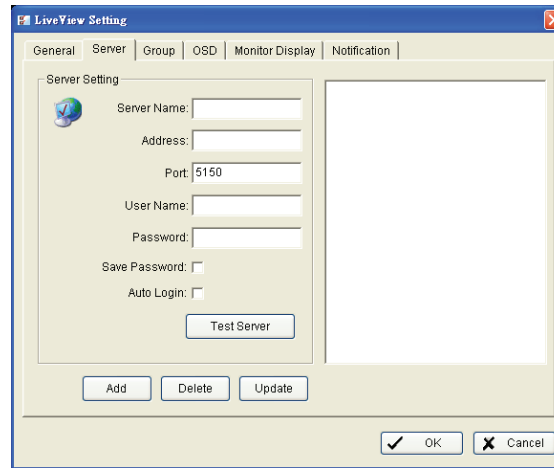 LiveView Setting
General Server Group OSD Monitor Display Notification
Server Setting
Server Name:
Address:
Port: 5150
User Name:
Password:
Save Password:
Auto Login:
Test Server
Add Delete Update
OK Cancel